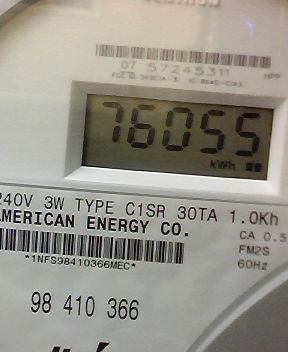 07 57245311
76055
kWh
240V 3W TYPE C1SR 30TA 1.0Kh
AMERICAN ENERGY CO.
CA 0.5
FM2S
*1NFS98410366MEC*
60Hz
98 410 366